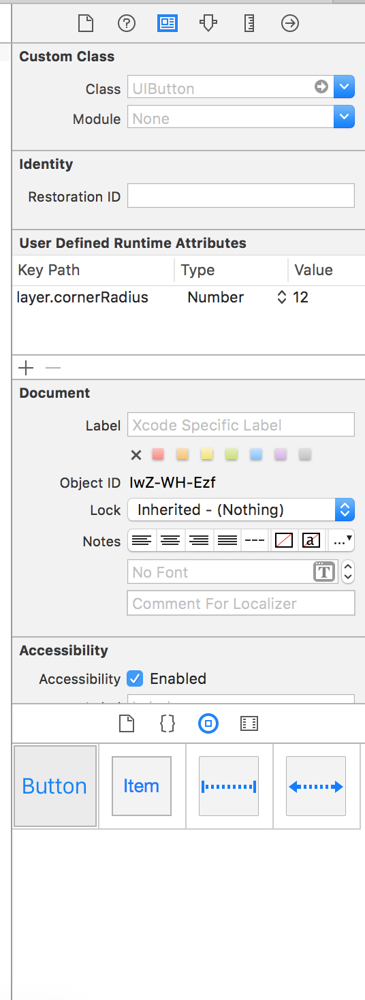 Custom Class
Class UIButton
Module None
Identity
Restoration ID
User Defined Runtime Attributes
Key Path Type Value
layer.cornerRadius Number 12
Document
Label Xcode Specific Label
Object ID IwZ-WH-Ezf
Lock Inherited - (Nothing)
Notes a ...
No Font T
Comment For Localizer
Accessibility
Accessibility Enabled
Button Item